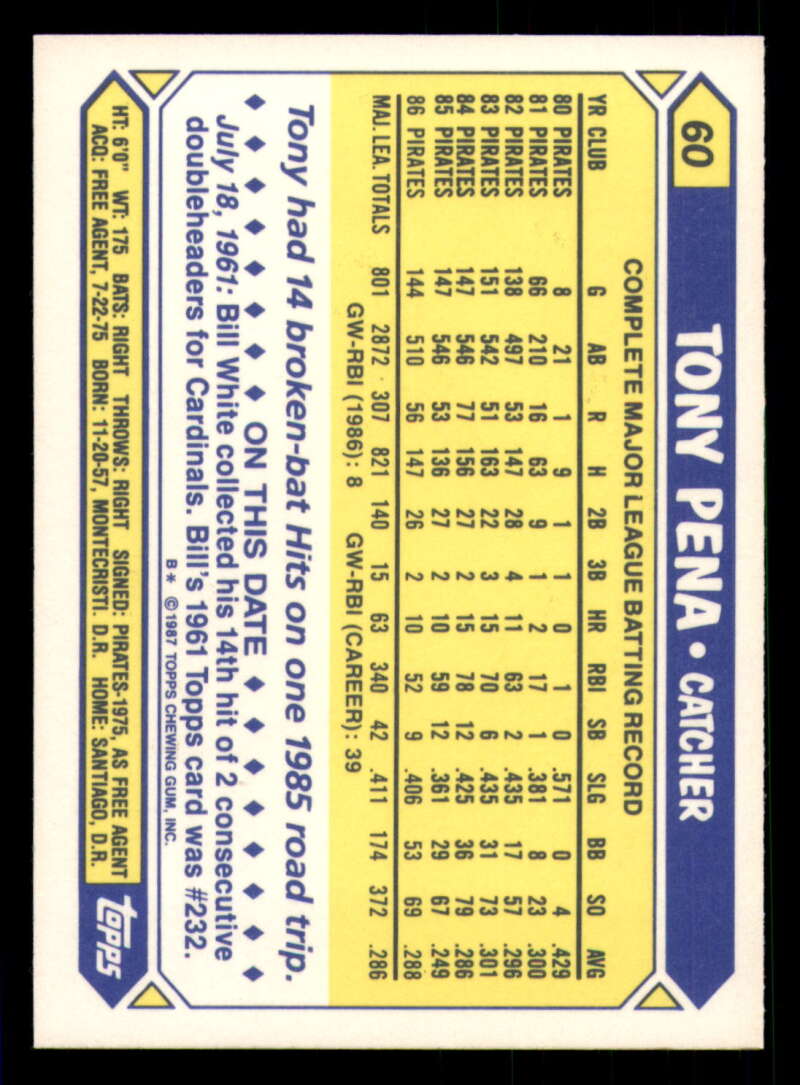 60
TONY PENA • CATCHER
COMPLETE MAJOR LEAGUE BATTING RECORD
YR CLUB G AB R H 2B 3B HR RBI SB SLG BB SO AVG
80 PIRATES 8 21 1 9 1 1 0 1 0 .571 0 4 .429
81 PIRATES 66 210 16 63 9 1 2 17 1 .381 8 23 .300
82 PIRATES 138 497 53 147 28 4 11 63 2 .435 17 57 .296
83 PIRATES 151 542 51 163 22 3 15 70 6 .435 31 73 .301
84 PIRATES 147 546 77 156 27 2 15 78 12 .425 36 79 .286
85 PIRATES 147 546 53 136 27 2 10 59 12 .361 29 67 .249
86 PIRATES 144 510 56 147 26 2 10 52 9 .406 53 69 .288
MAJ. LEA. TOTALS 801 2872 307 821 140 15 63 340 42 .411 174 372 .286
GW-RBI (1986): 8 GW-RBI (CAREER): 39
Tony had 14 broken-bat Hits on one 1985 road trip.
ON THIS DATE
July 18, 1961: Bill White collected his 14th hit of 2 consecutive
doubleheaders for Cardinals. Bill's 1961 Topps card was #232.
B* ©1987 TOPPS CHEWING GUM, INC.
HT: 6'0" WT: 175 BATS: RIGHT THROWS: RIGHT SIGNED: PIRATES-1975, AS FREE AGENT
ACQ: FREE AGENT, 7-22-75 BORN: 11-20-57, MONTECRISTI. D.R. HOME: SANTIAGO, D.R.
topps